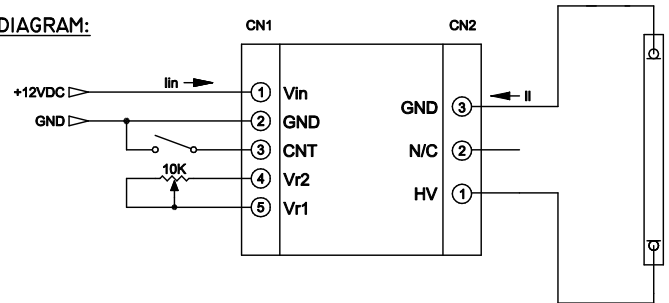 DIAGRAM:
CN1
CN2
Iin
+12VDC
1
Vin
GND
2
GND
3
CNT
10K
4
Vr2
5
Vr1
Il
GND
3
N/C
2
HV
1